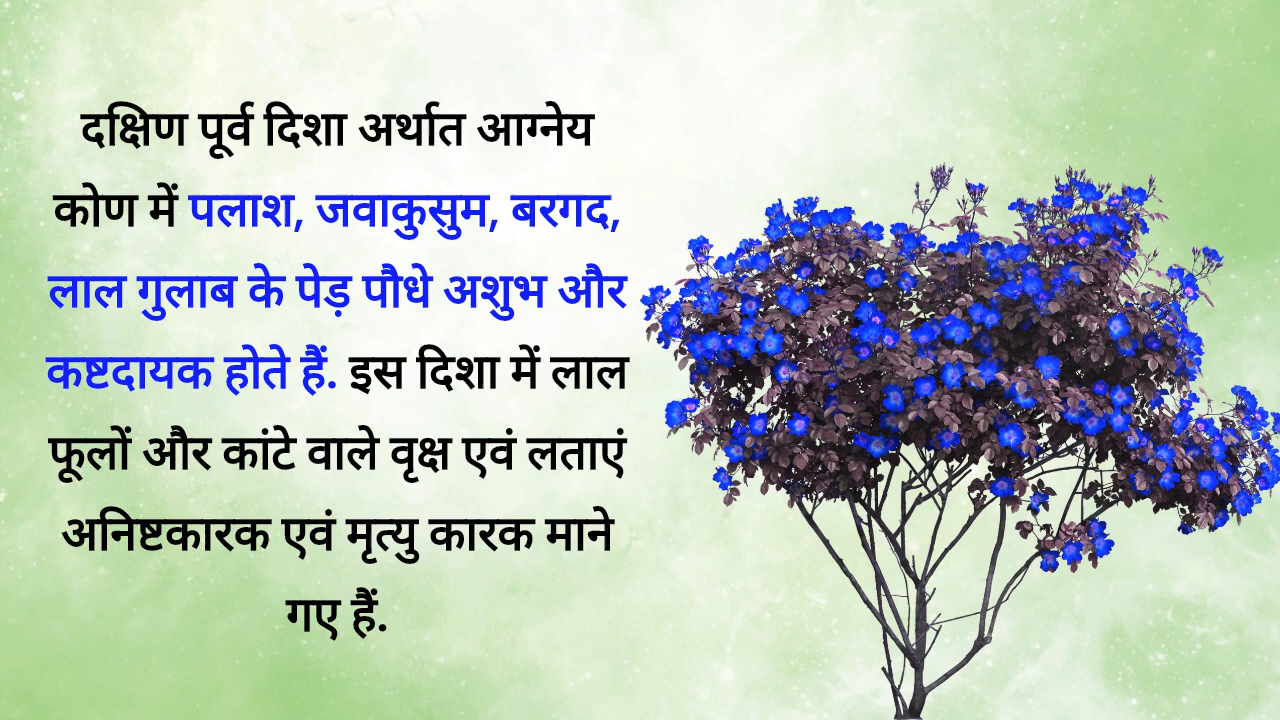 दक्षिण पूर्व दिशा अर्थात आग्नेय
कोण में पलाश, जवाकुसुम, बरगद,
लाल गुलाब के पेड़ पौधे अशुभ और
कष्टदायक होते हैं. इस दिशा में लाल
फूलों और कांटे वाले वृक्ष एवं लताएं
अनिष्टकारक एवं मृत्यु कारक माने
गए हैं.